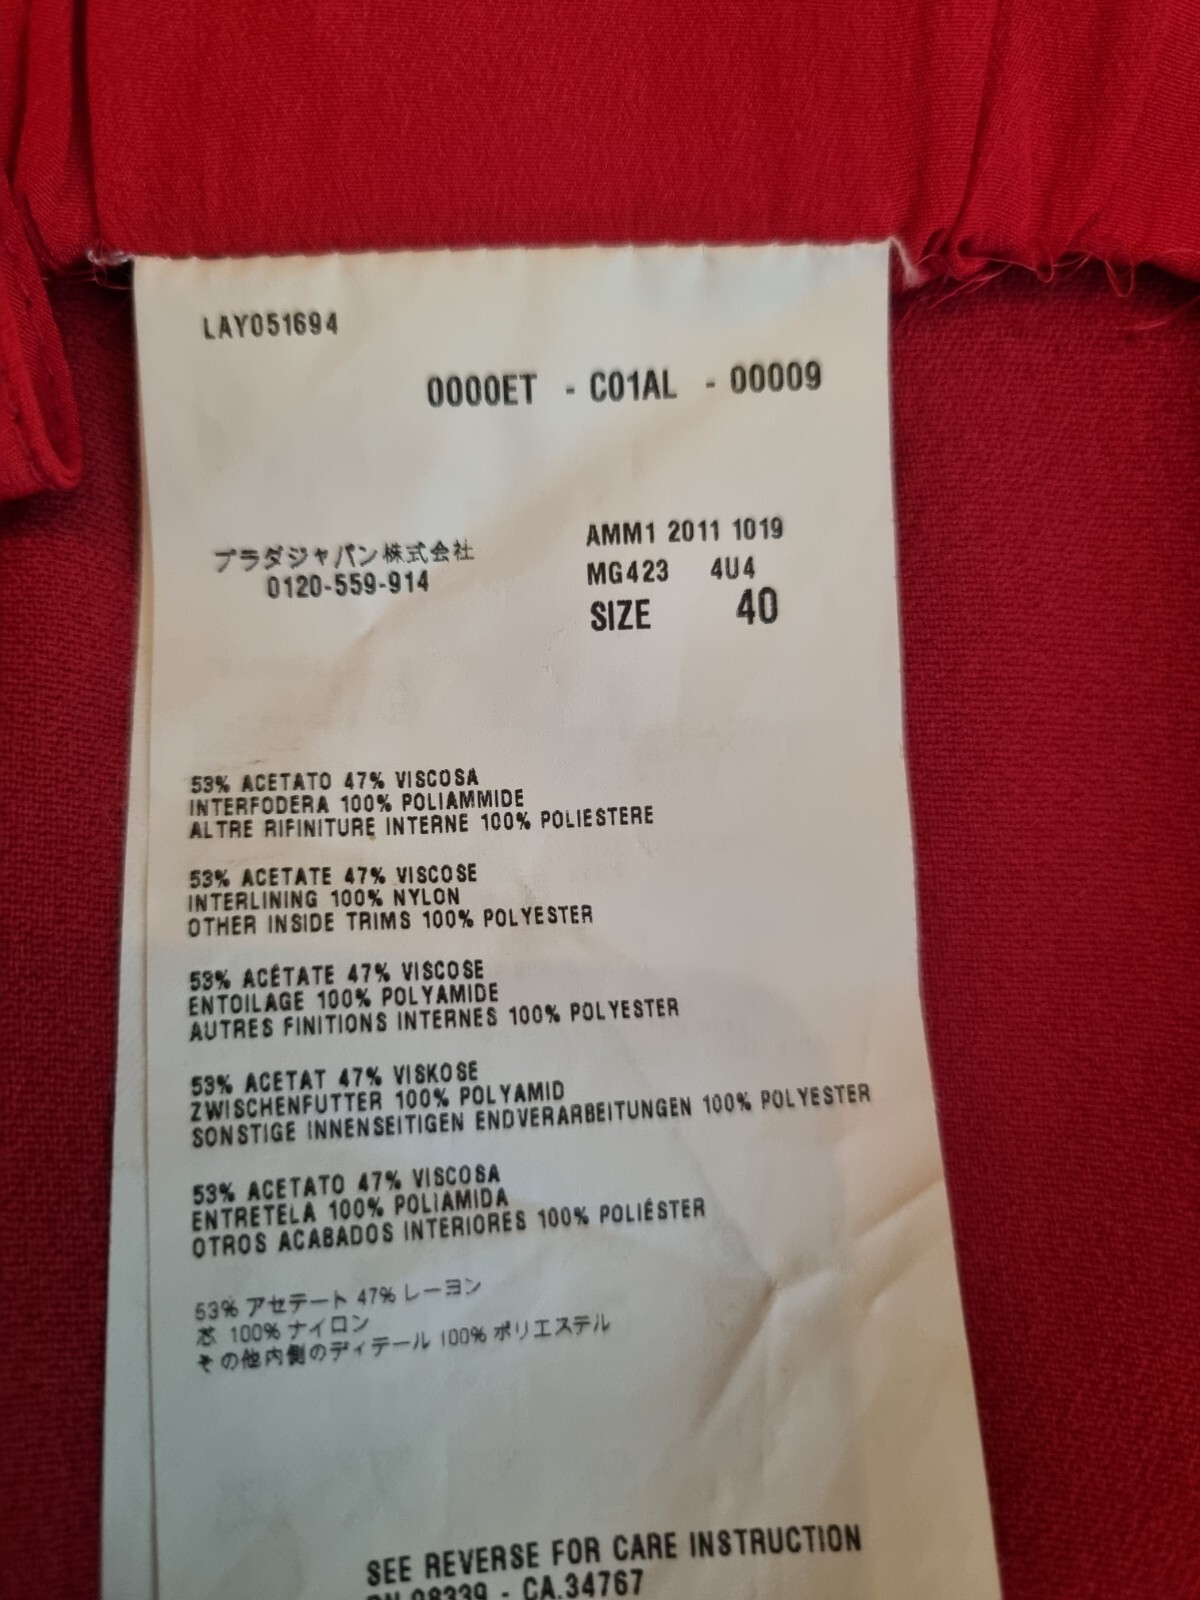 LAY051694
0000ET - C01AL - 00009
プラダジャパン株式会社
0120-559-914
AMM1 2011 1019
MG423 4U4
SIZE 40
53% ACETATO 47% VISCOSA
INTERFODERA 100% POLIAMMIDE
ALTRE RIFINITURE INTERNE 100% POLIESTERE
53% ACETATE 47% VISCOSE
INTERLINING 100% NYLON
OTHER INSIDE TRIMS 100% POLYESTER
53% ACÉTATE 47% VISCOSE
ENTOILAGE 100% POLYAMIDE
AUTRES FINITIONS INTERNES 100% POLYESTER
53% ACETAT 47% VISKOSE
ZWISCHENFUTTER 100% POLYAMID
SONSTIGE INNENSEITIGEN ENDVERARBEITUNGEN 100% POLYESTER
53% ACETATO 47% VISCOSA
ENTRETELA 100% POLIAMIDA
OTROS ACABADOS INTERIORES 100% POLIÉSTER
53% アセテート 47% レーヨン
芯 100% ナイロン
その他内側のディテール 100% ポリエステル
SEE REVERSE FOR CARE INSTRUCTION
RN 08339 - CA.34767